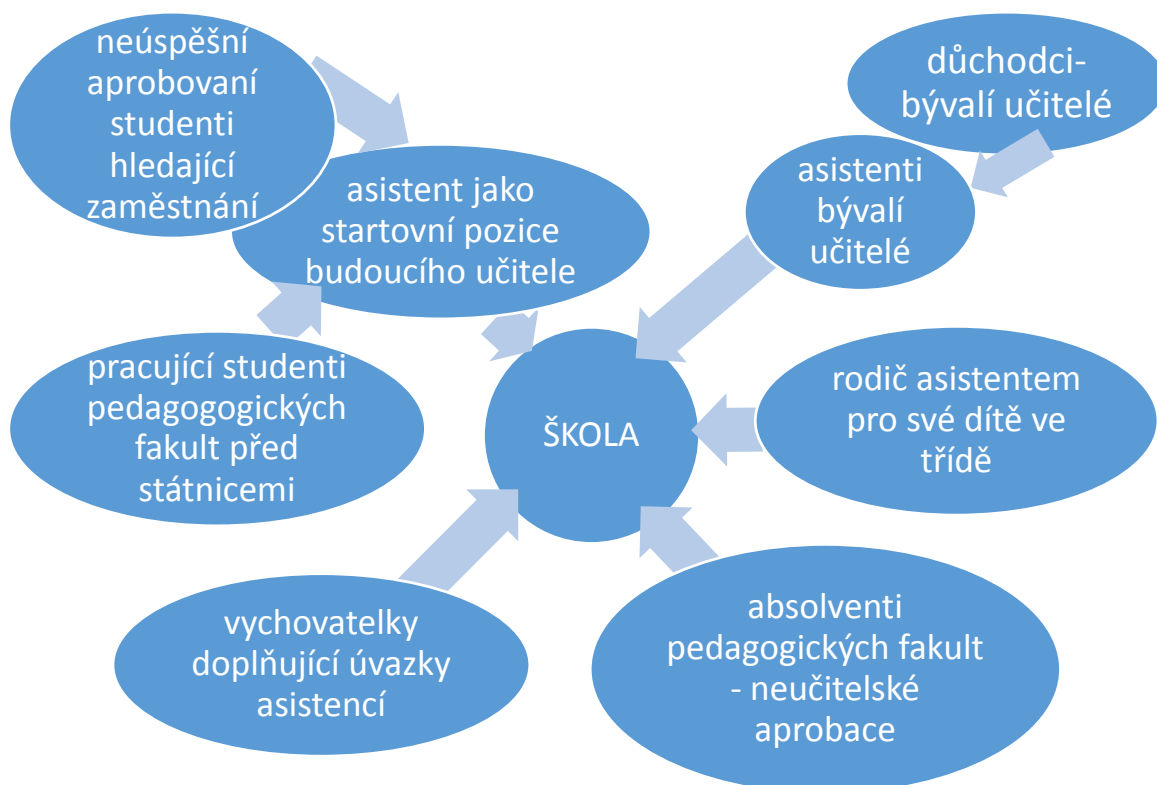 neúspěšní
aprobovaní
studenti
hledající
zaměstnání
důchodci-
bývalí učitelé
asistent jako
startovní pozice
budoucího učitele
asistenti
bývalí
učitelé
pracující studenti
pedagogogických
fakult před
státnicemi
ŠKOLA
rodič asistentem
pro své dítě ve
třídě
vychovatelky
doplňující úvazky
asistencí
absolventi
pedagogických fakult
- neučitelské
aprobace